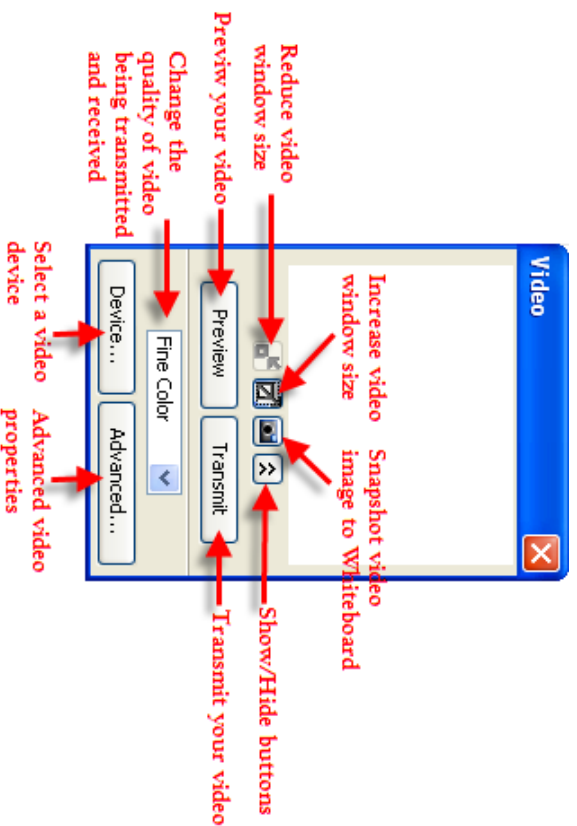 Video
Increase video
window size
Snapshot video
image to Whiteboard
Reduce video
window size
Show/Hide buttons
Previw your video
Preview
Transmit
Transmit your video
Change the
quality of video
being transmitted
and received
Fine Color
Device...
Advanced...
Select a video
device
Advanced video
properties